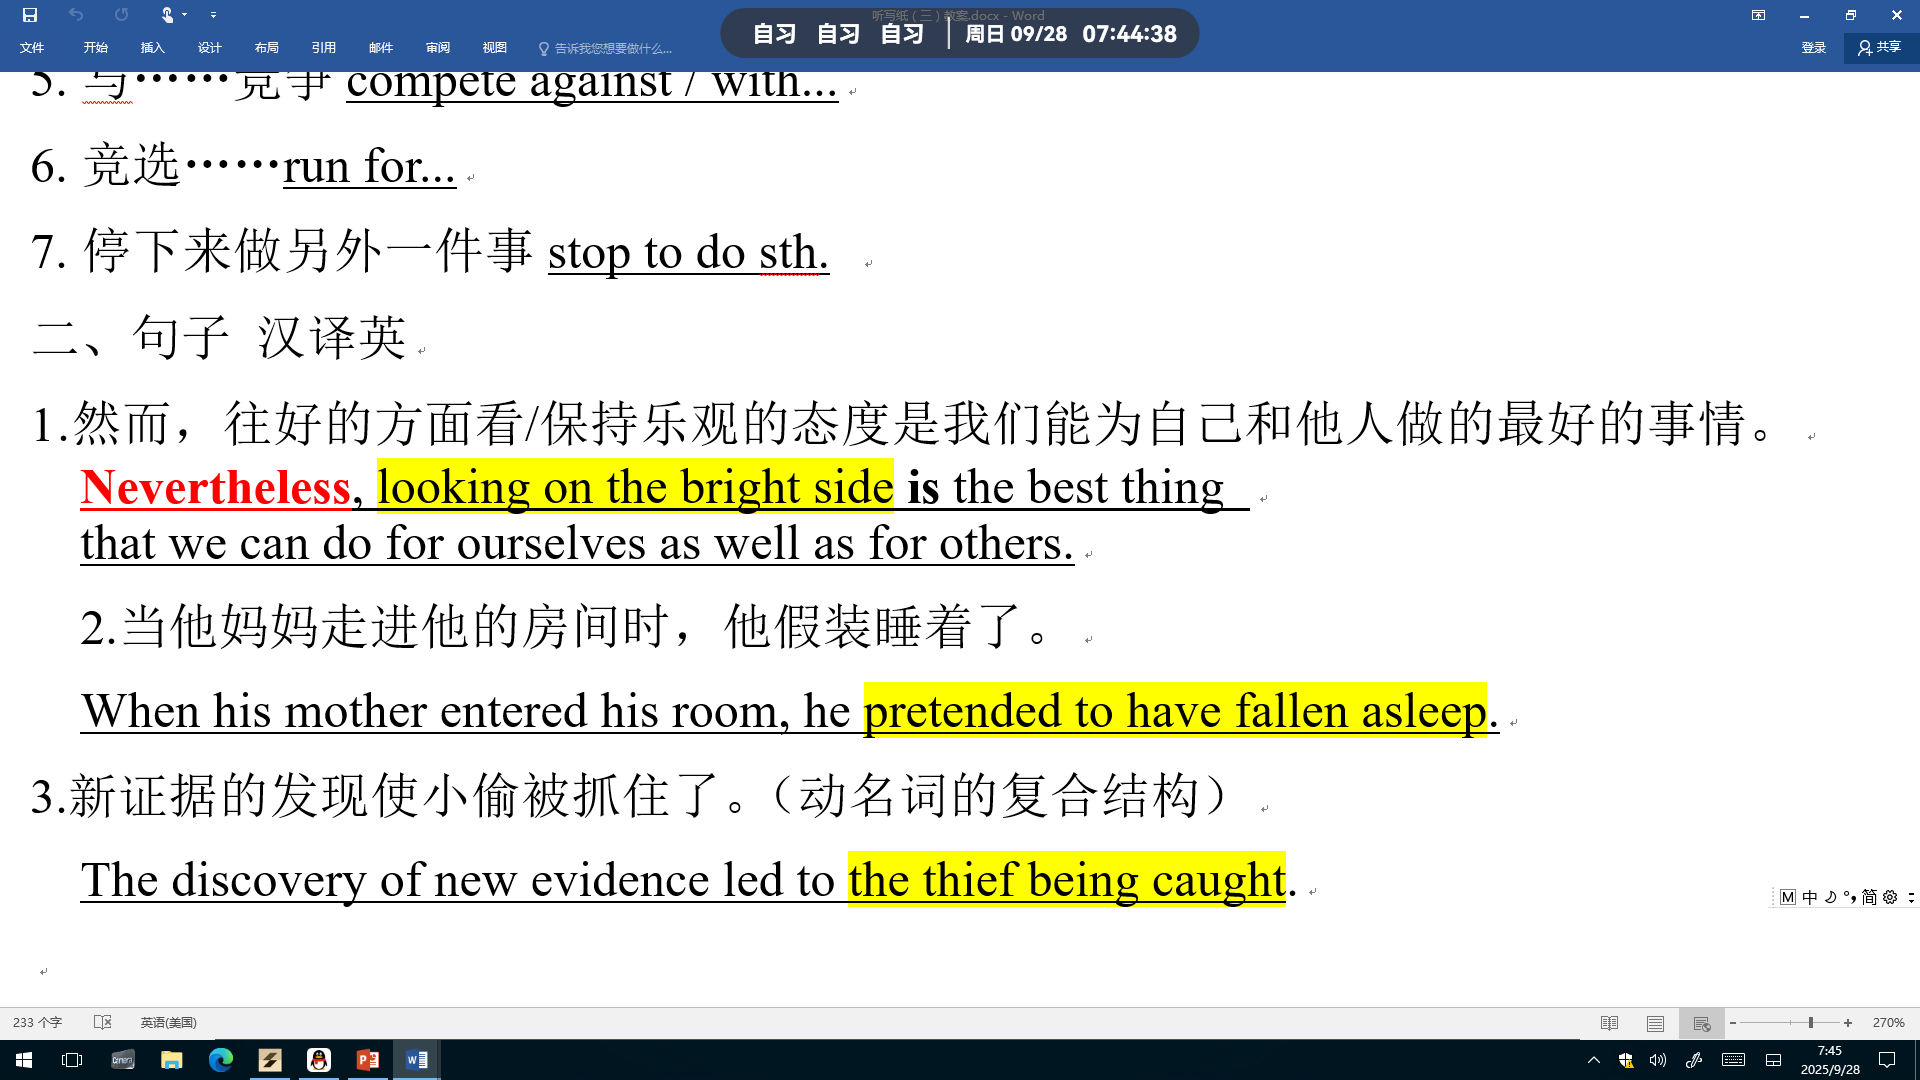 听写纸（三）教案.docx - Word
自习 自习 自习 周日 09/28 07:44:38
文件 开始 插入 设计 布局 引用 邮件 审阅 视图 告诉我您想要做什么... 登录 共享
5. 与……竞争 compete against / with...
6. 竞选……run for...
7. 停下来做另外一件事 stop to do sth.
二、句子 汉译英
1.然而，往好的方面看/保持乐观的态度是我们能为自己和他人做的最好的事情。
Nevertheless, looking on the bright side is the best thing
that we can do for ourselves as well as for others.
2.当他妈妈走进他的房间时，他假装睡着了。
When his mother entered his room, he pretended to have fallen asleep.
3.新证据的发现使小偷被抓住了。（动名词的复合结构）
The discovery of new evidence led to the thief being caught.
M 中 简
233 个字 英语(美国) 270%
7:45
2025/9/28